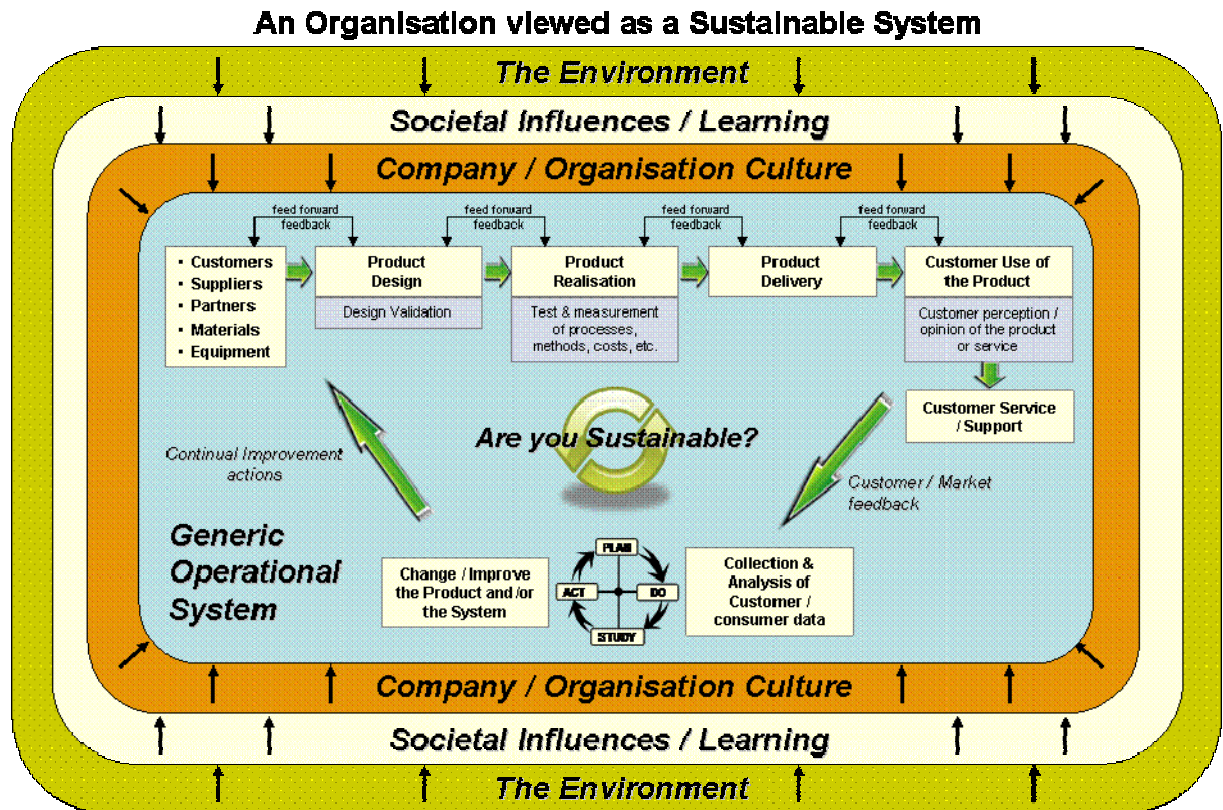 An Organisation viewed as a Sustainable System
The Environment
Societal Influences / Learning
Company / Organisation Culture
feed forward
feedback
feed forward
feedback
feed forward
feedback
feed forward
feedback
• Customers
• Suppliers
• Partners
• Materials
• Equipment
Product
Design
Design Validation
Product
Realisation
Test & measurement
of processes,
methods, costs, etc.
Product
Delivery
Customer Use of
the Product
Customer perception /
opinion of the product
or service
Customer Service
/ Support
Are you Sustainable?
Continual Improvement
actions
Customer / Market
feedback
Generic
Operational
System
Change / Improve
the Product and /or
the System
PLAN
DO
STUDY
ACT
Collection &
Analysis of
Customer /
consumer data
Company / Organisation Culture
Societal Influences / Learning
The Environment